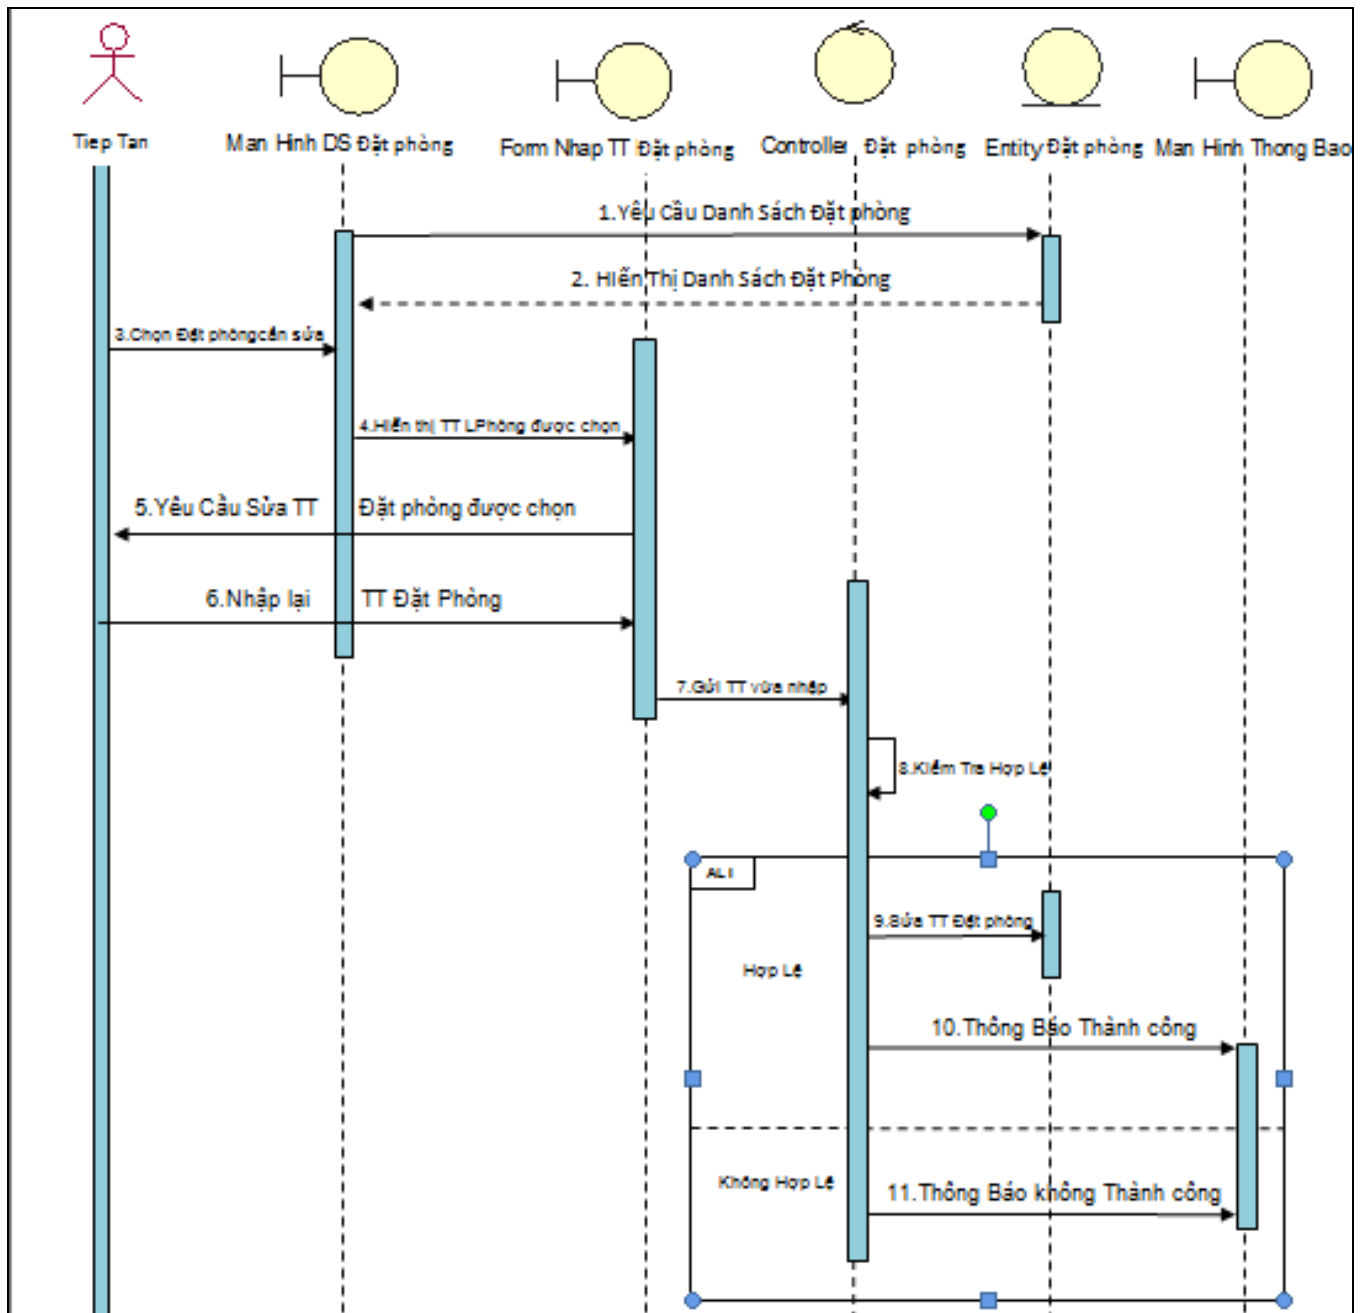 Tiep Tan
Man Hinh DS Đặt phòng
Form Nhap TT Đặt phòng
Controller Đặt phòng
Entity Đặt phòng
Man Hinh Thong Bao
1.Yêu Cầu Danh Sách Đặt phòng
2. Hiển Thị Danh Sách Đặt Phòng
3.Chọn Đặt phòngcần sửa
4.Hiển thị TT LPhòng được chọn
5.Yêu Cầu Sửa TT Đặt phòng được chọn
6.Nhập lại TT Đặt Phòng
7.Gửi TT vừa nhập
8.Kiểm Tra Hợp Lệ
ALT
9.Sửa TT Đặt phòng
Hợp Lệ
10.Thông Báo Thành công
Không Hợp Lệ
11.Thông Báo không Thành công